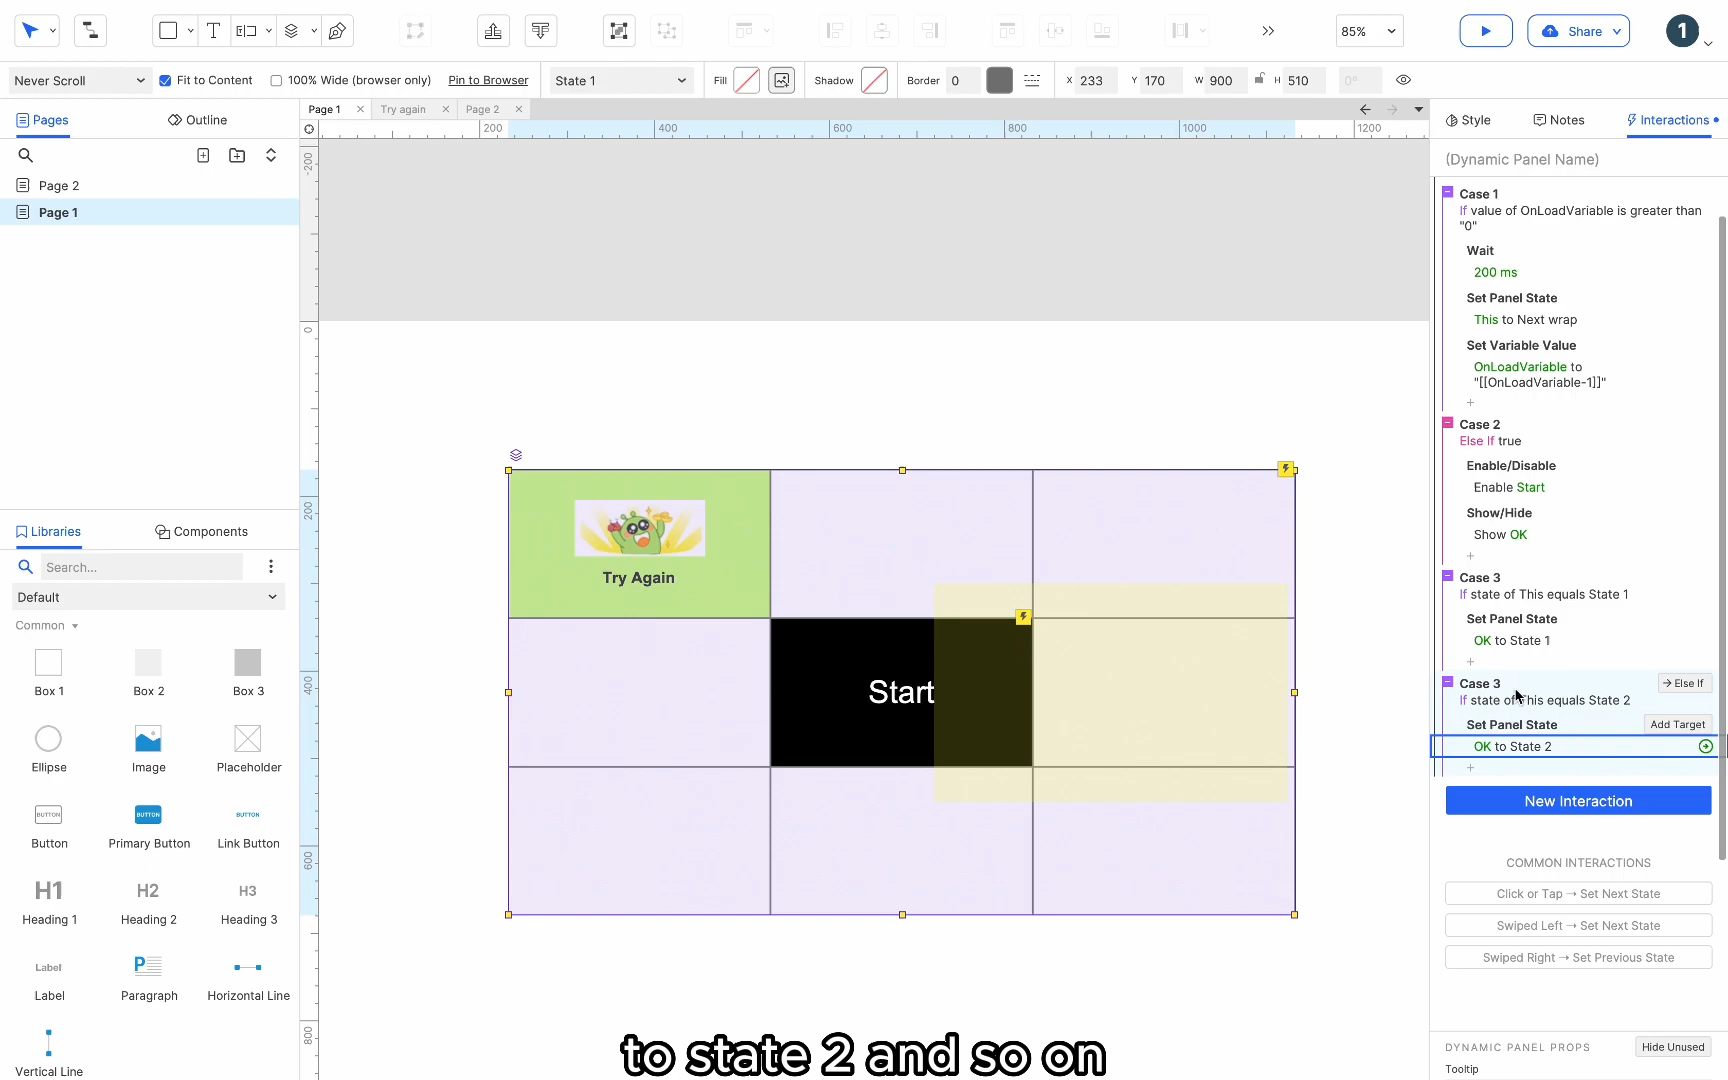 85%
Share
1
Never Scroll
Fit to Content
100% Wide (browser only)
Pin to Browser
State 1
Fill
Shadow
Border 0
X 233
Y 170
W 900
H 510
0°
Pages
Outline
Page 2
Page 1
Libraries
Components
Search...
Default
Common
Box 1
Box 2
Box 3
Ellipse
Image
Placeholder
BUTTON
BUTTON
BUTTON
Button
Primary Button
Link Button
H1
H2
H3
Heading 1
Heading 2
Heading 3
Label
P
Label
Paragraph
Horizontal Line
Vertical Line
Page 1
Try again
Page 2
200
400
600
800
1000
1200
-200
0
200
400
600
800
Try Again
Start
to state 2 and so on
Style
Notes
Interactions
(Dynamic Panel Name)
Case 1
If value of OnLoadVariable is greater than
"0"
Wait
200 ms
Set Panel State
This to Next wrap
Set Variable Value
OnLoadVariable to
"[[OnLoadVariable-1]]"
Case 2
Else If true
Enable/Disable
Enable Start
Show/Hide
Show OK
Case 3
If state of This equals State 1
Set Panel State
OK to State 1
Case 3
Else If
If state of This equals State 2
Set Panel State
Add Target
OK to State 2
New Interaction
COMMON INTERACTIONS
Click or Tap → Set Next State
Swiped Left → Set Next State
Swiped Right → Set Previous State
DYNAMIC PANEL PROPS
Hide Unused
Tooltip